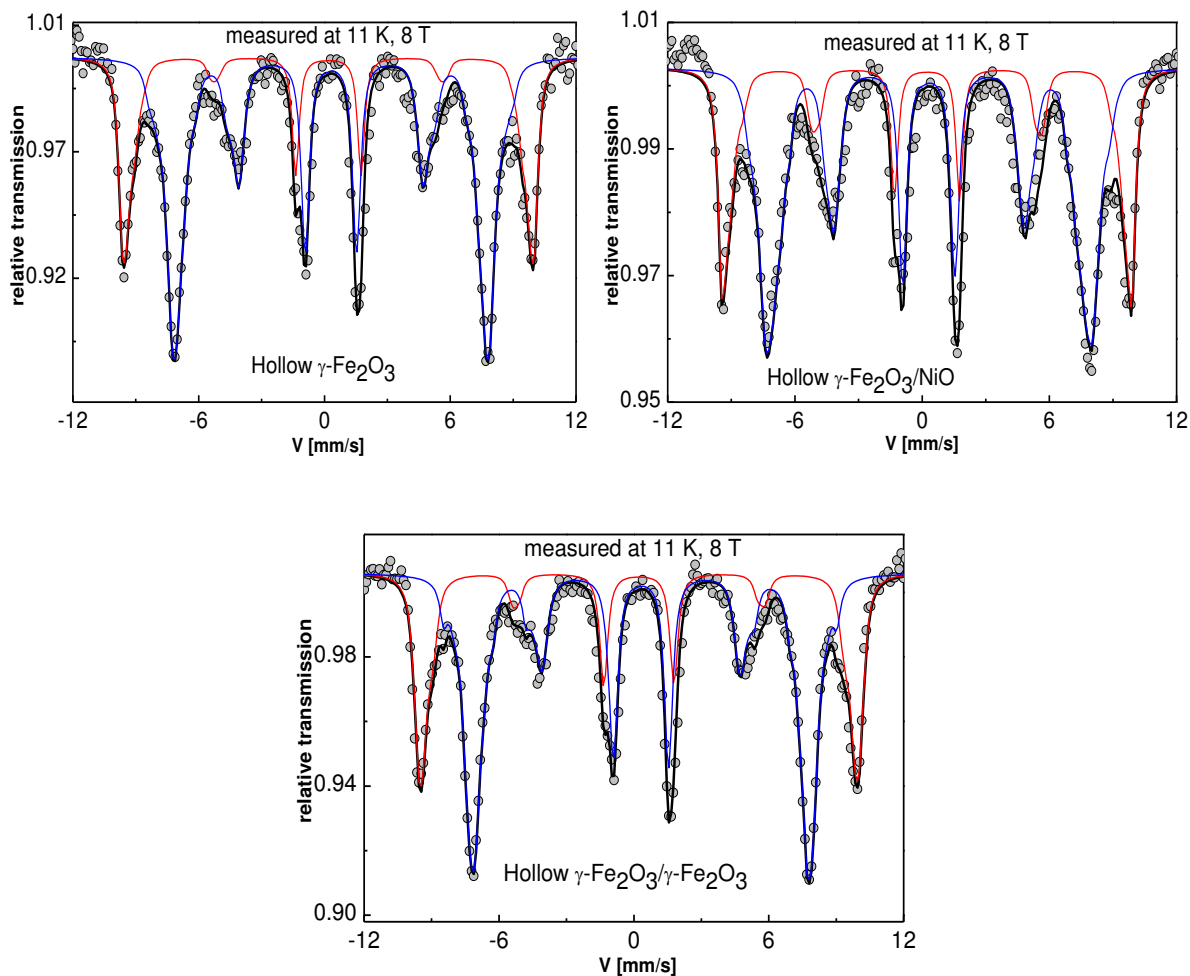 1.01
measured at 11 K, 8 T
relative transmission
0.97
0.92
Hollow γ-Fe2O3
-12
-6
0
6
12
V [mm/s]
1.01
measured at 11 K, 8 T
relative transmission
0.99
0.97
0.95
Hollow γ-Fe2O3/NiO
-12
-6
0
6
12
V [mm/s]
measured at 11 K, 8 T
relative transmission
0.98
0.94
0.90
Hollow γ-Fe2O3/γ-Fe2O3
-12
-6
0
6
12
V [mm/s]